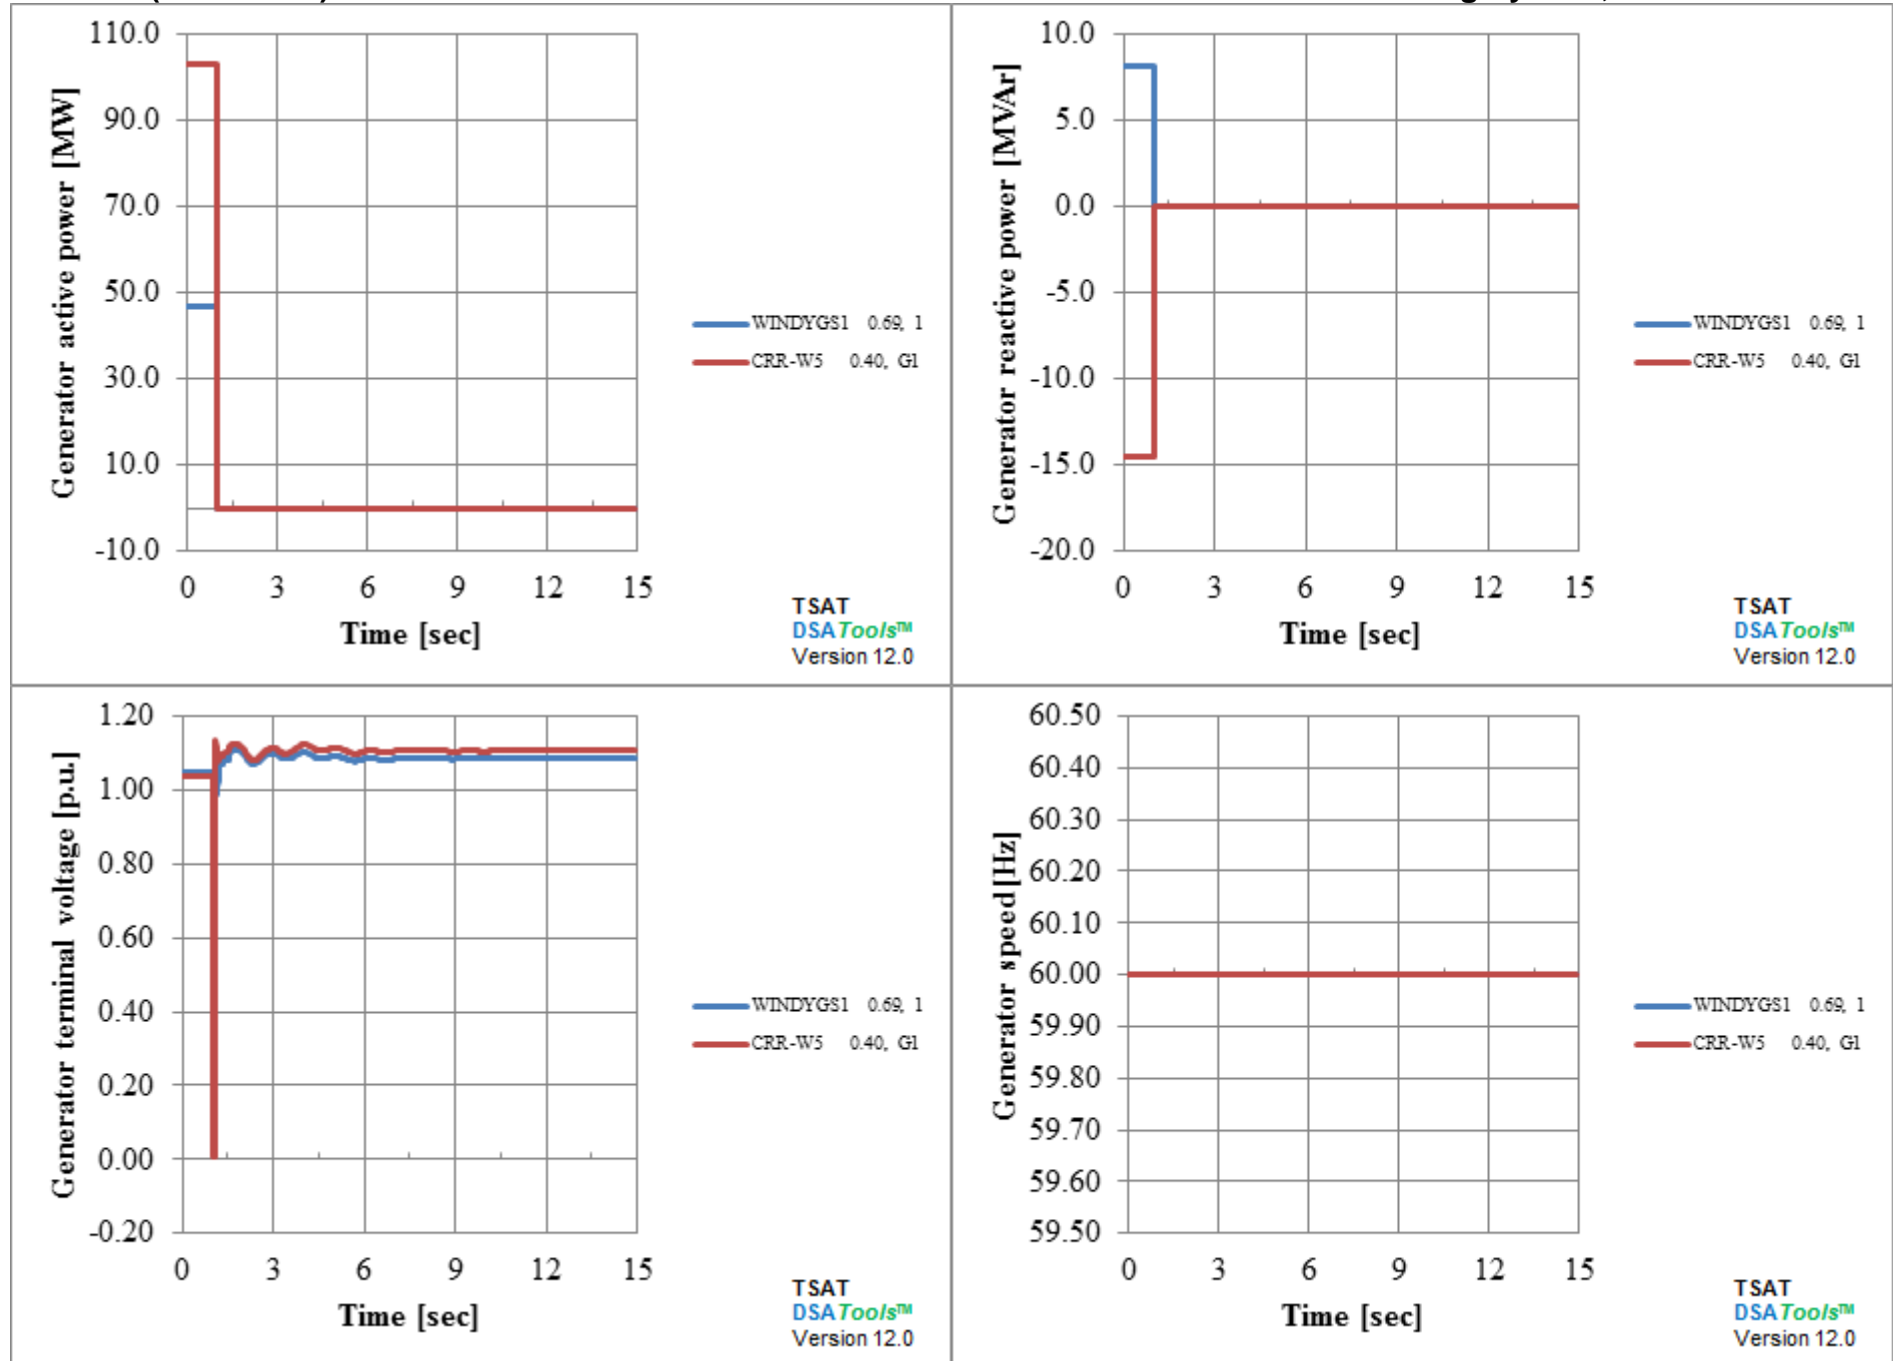 Generator active power [MW]
110.0
90.0
70.0
50.0
30.0
10.0
-10.0
0 3 6 9 12 15
Time [sec]
WINDYGS1 0.69, 1
CRR-W5 0.40, G1
TSAT
DSATools™
Version 12.0
Generator reactive power [MVAr]
10.0
5.0
0.0
-5.0
-10.0
-15.0
-20.0
0 3 6 9 12 15
Time [sec]
WINDYGS1 0.69, 1
CRR-W5 0.40, G1
TSAT
DSATools™
Version 12.0
Generator terminal voltage [p.u.]
1.20
1.00
0.80
0.60
0.40
0.20
0.00
-0.20
0 3 6 9 12 15
Time [sec]
WINDYGS1 0.69, 1
CRR-W5 0.40, G1
TSAT
DSATools™
Version 12.0
Generator speed[Hz]
60.50
60.40
60.30
60.20
60.10
60.00
59.90
59.80
59.70
59.60
59.50
0 3 6 9 12 15
Time [sec]
WINDYGS1 0.69, 1
CRR-W5 0.40, G1
TSAT
DSATools™
Version 12.0